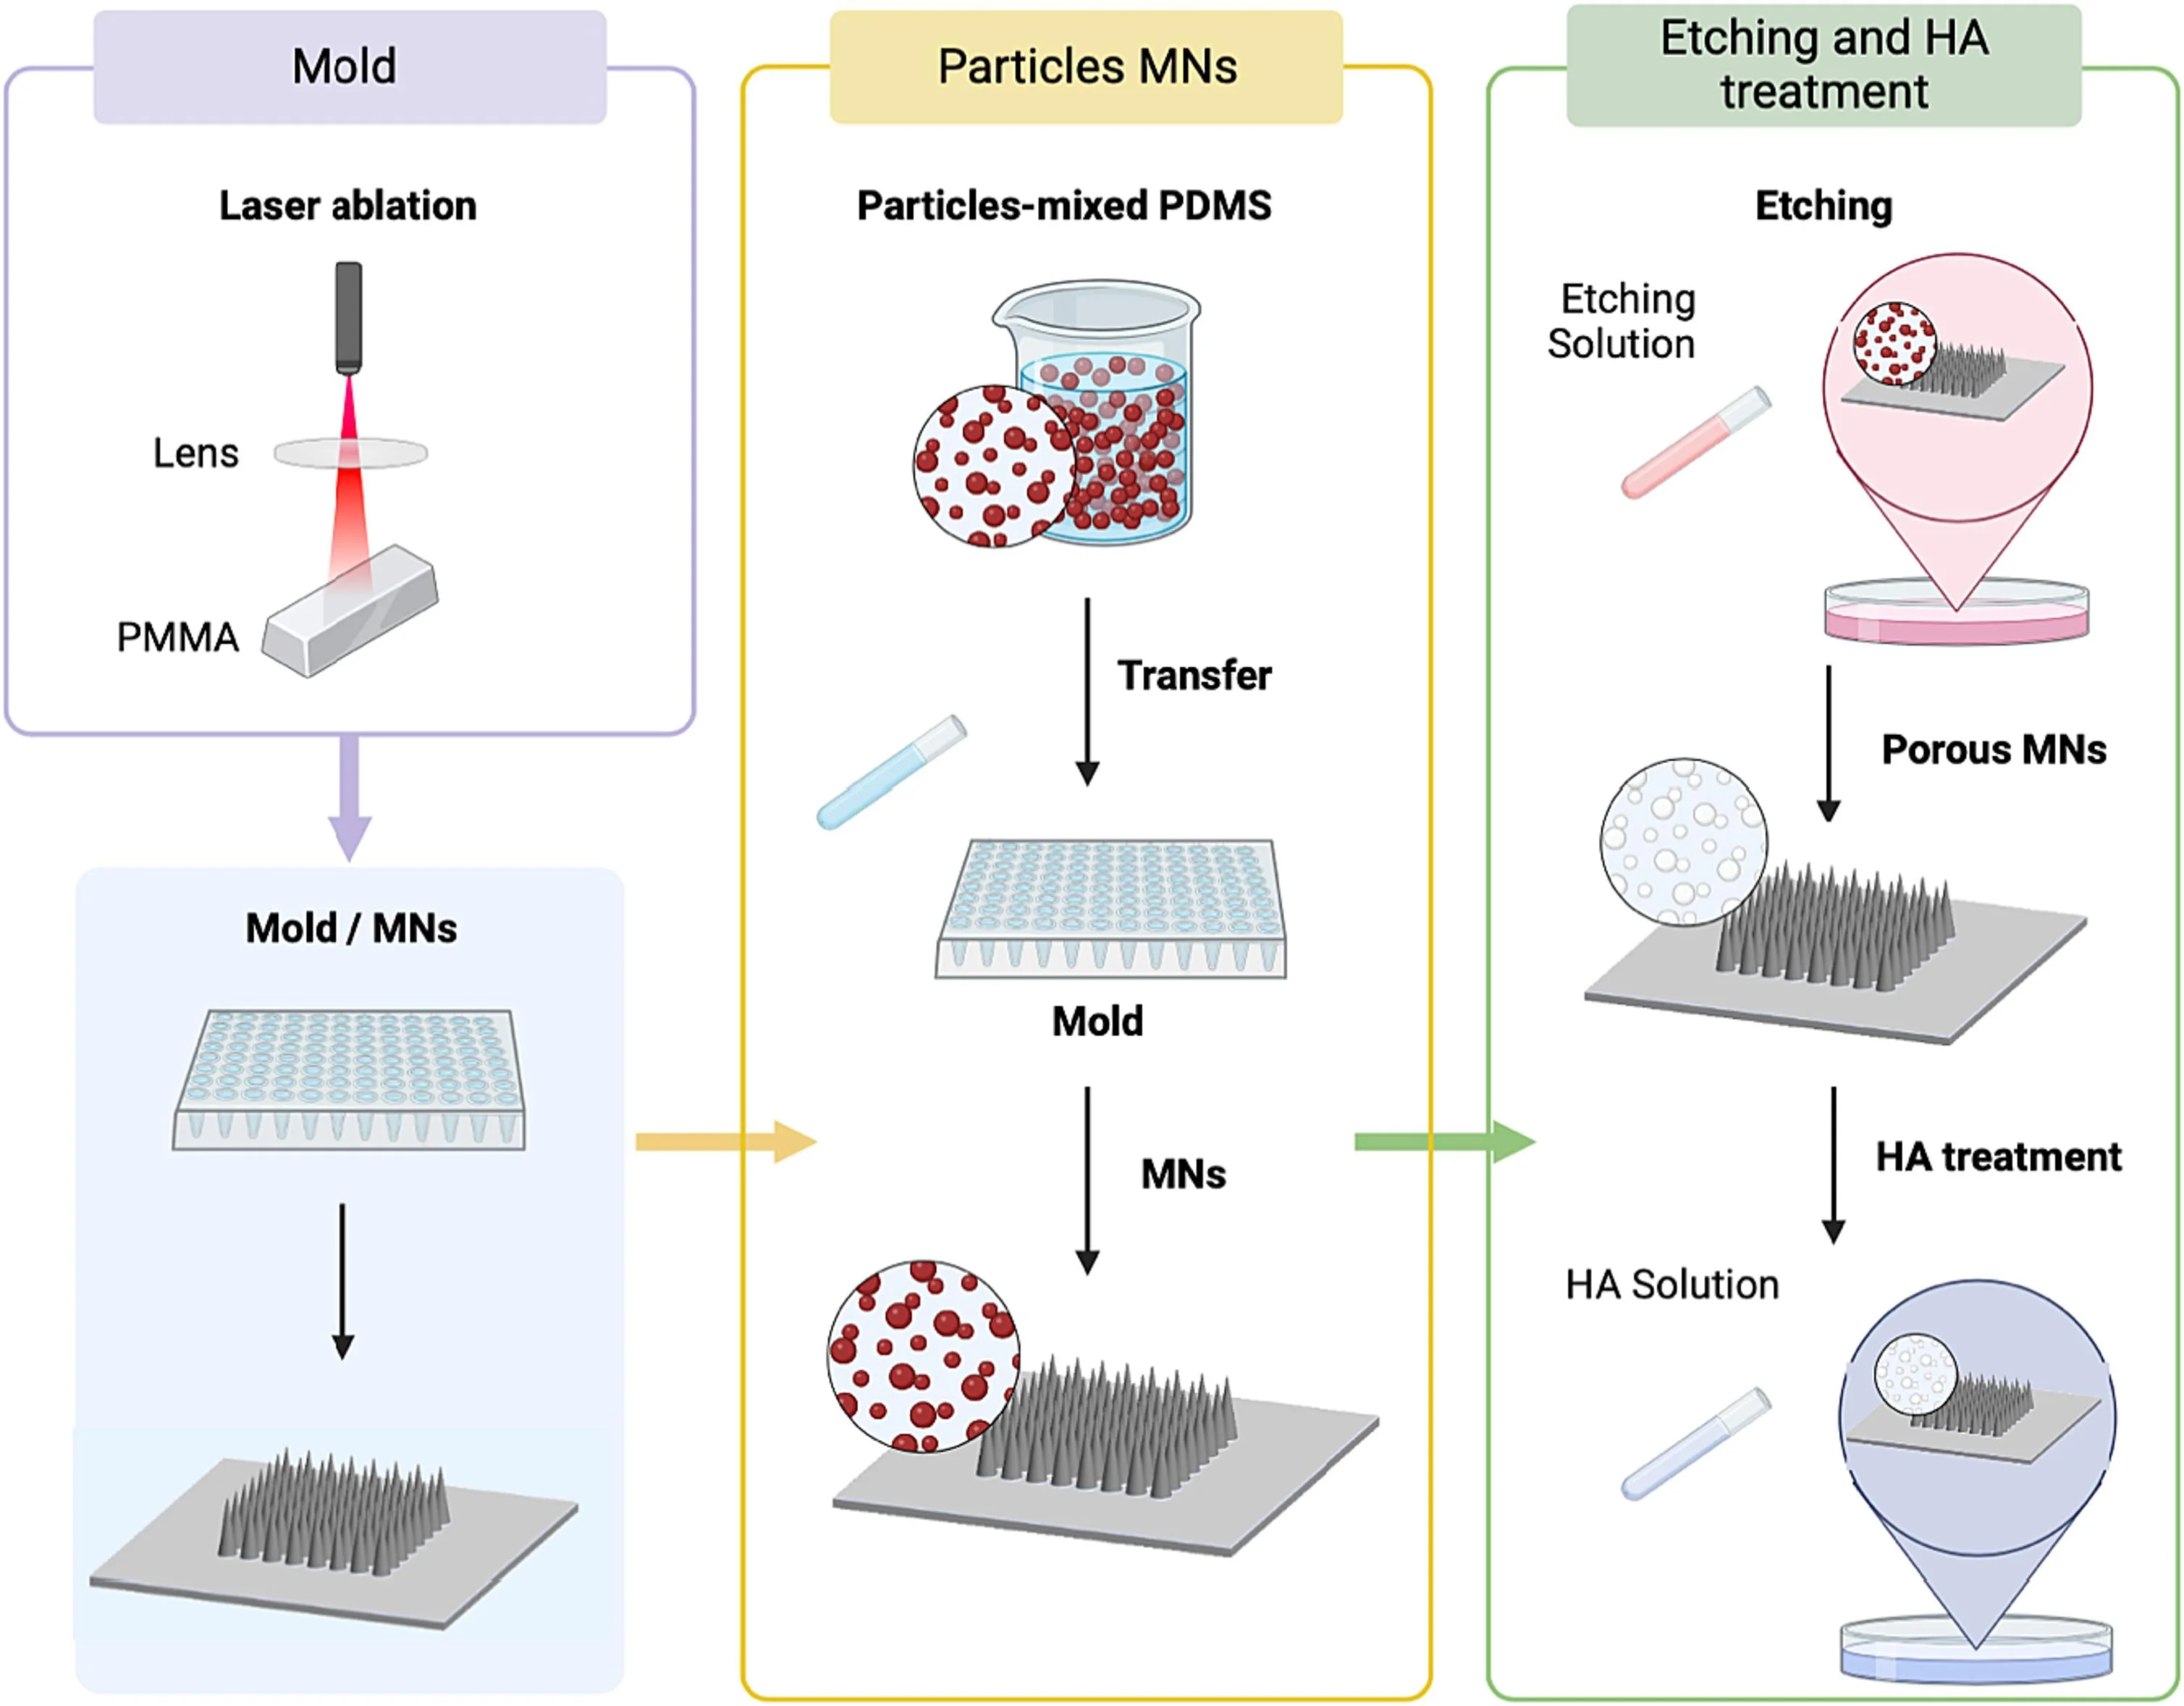 Mold
Laser ablation
Lens
PMMA
Mold / MNs
Particles MNs
Particles-mixed PDMS
Transfer
Mold
MNs
Etching and HA
treatment
Etching
Etching
Solution
Porous MNs
HA treatment
HA Solution